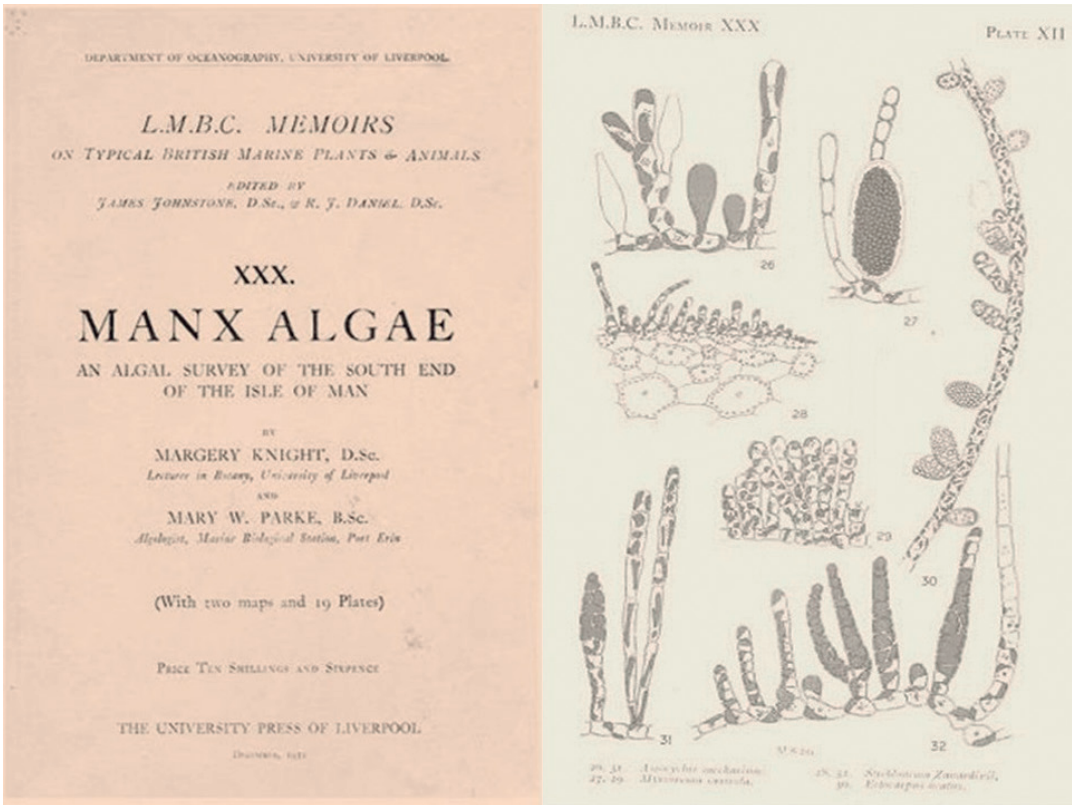 DEPARTMENT OF OCEANOGRAPHY, UNIVERSITY OF LIVERPOOL.
L.M.B.C. MEMOIRS
ON TYPICAL BRITISH MARINE PLANTS & ANIMALS
EDITED BY
JAMES JOHNSTONE, D.Sc., & R. J. DANIEL, D.Sc.
XXX.
MANX ALGAE
AN ALGAL SURVEY OF THE SOUTH END
OF THE ISLE OF MAN
BY
MARGERY KNIGHT, D.Sc.
Lecturer in Botany, University of Liverpool
AND
MARY W. PARKE, B.Sc.
Algologist, Marine Biological Station, Port Erin
(With two maps and 19 Plates)
PRICE TEN SHILLINGS AND SIXPENCE
THE UNIVERSITY PRESS OF LIVERPOOL
L.M.B.C. MEMOIR XXX
PLATE XII
26
27
28
29
30
31
32